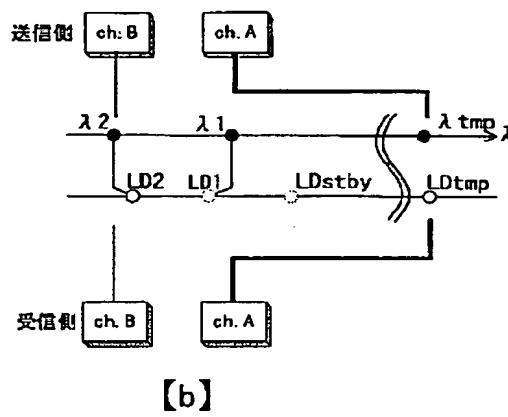 送信側 ch. B ch. A
λ2 λ1 λtmp λ
LD2 LD1 LDstby LDtmp
受信側 ch. B ch. A
【b】